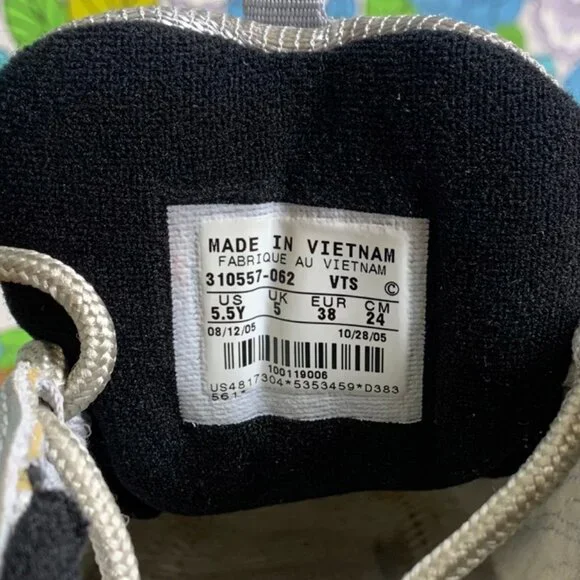 MADE IN VIETNAM
FABRIQUE AU VIETNAM
310557-062 VTS ©
US UK EUR CM
5.5Y 5 38 24
08/12/05 10/28/05
100119006
US4817304*5353459*D383
561*